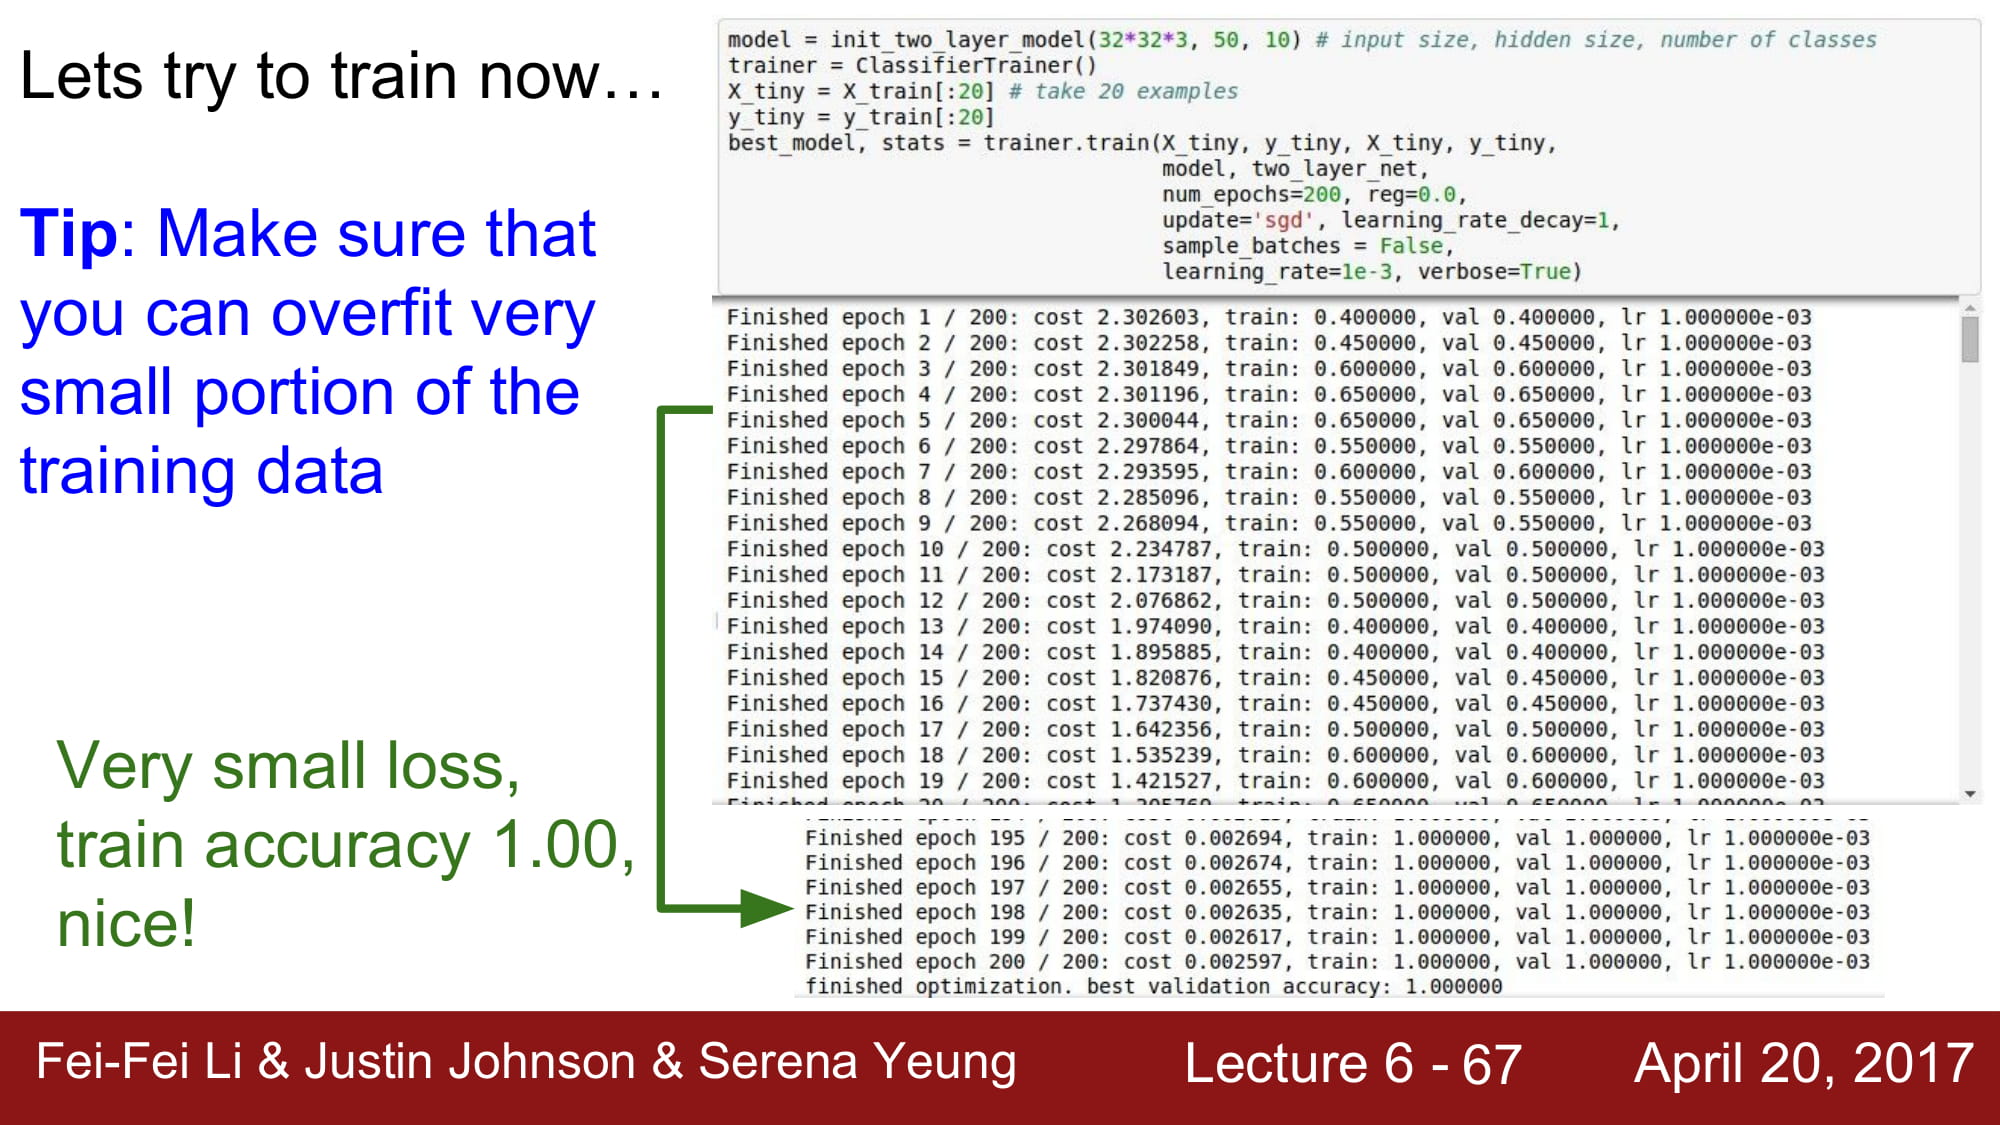 Lets try to train now…
Tip: Make sure that
you can overfit very
small portion of the
training data
Very small loss,
train accuracy 1.00,
nice!
model = init_two_layer_model(32*32*3, 50, 10) # input size, hidden size, number of classes
trainer = ClassifierTrainer()
X_tiny = X_train[:20] # take 20 examples
y_tiny = y_train[:20]
best_model, stats = trainer.train(X_tiny, y_tiny, X_tiny, y_tiny,
model, two_layer_net,
num_epochs=200, reg=0.0,
update='sgd', learning_rate_decay=1,
sample_batches = False,
learning_rate=1e-3, verbose=True)
Finished epoch 1 / 200: cost 2.302603, train: 0.400000, val 0.400000, lr 1.000000e-03
Finished epoch 2 / 200: cost 2.302258, train: 0.450000, val 0.450000, lr 1.000000e-03
Finished epoch 3 / 200: cost 2.301849, train: 0.600000, val 0.600000, lr 1.000000e-03
Finished epoch 4 / 200: cost 2.301196, train: 0.650000, val 0.650000, lr 1.000000e-03
Finished epoch 5 / 200: cost 2.300044, train: 0.650000, val 0.650000, lr 1.000000e-03
Finished epoch 6 / 200: cost 2.297864, train: 0.550000, val 0.550000, lr 1.000000e-03
Finished epoch 7 / 200: cost 2.293595, train: 0.600000, val 0.600000, lr 1.000000e-03
Finished epoch 8 / 200: cost 2.285096, train: 0.550000, val 0.550000, lr 1.000000e-03
Finished epoch 9 / 200: cost 2.268094, train: 0.550000, val 0.550000, lr 1.000000e-03
Finished epoch 10 / 200: cost 2.234787, train: 0.500000, val 0.500000, lr 1.000000e-03
Finished epoch 11 / 200: cost 2.173187, train: 0.500000, val 0.500000, lr 1.000000e-03
Finished epoch 12 / 200: cost 2.076862, train: 0.500000, val 0.500000, lr 1.000000e-03
Finished epoch 13 / 200: cost 1.974090, train: 0.400000, val 0.400000, lr 1.000000e-03
Finished epoch 14 / 200: cost 1.895885, train: 0.400000, val 0.400000, lr 1.000000e-03
Finished epoch 15 / 200: cost 1.820876, train: 0.450000, val 0.450000, lr 1.000000e-03
Finished epoch 16 / 200: cost 1.737430, train: 0.450000, val 0.450000, lr 1.000000e-03
Finished epoch 17 / 200: cost 1.642356, train: 0.500000, val 0.500000, lr 1.000000e-03
Finished epoch 18 / 200: cost 1.535239, train: 0.600000, val 0.600000, lr 1.000000e-03
Finished epoch 19 / 200: cost 1.421527, train: 0.600000, val 0.600000, lr 1.000000e-03
Finished epoch 195 / 200: cost 0.002694, train: 1.000000, val 1.000000, lr 1.000000e-03
Finished epoch 196 / 200: cost 0.002674, train: 1.000000, val 1.000000, lr 1.000000e-03
Finished epoch 197 / 200: cost 0.002655, train: 1.000000, val 1.000000, lr 1.000000e-03
Finished epoch 198 / 200: cost 0.002635, train: 1.000000, val 1.000000, lr 1.000000e-03
Finished epoch 199 / 200: cost 0.002617, train: 1.000000, val 1.000000, lr 1.000000e-03
Finished epoch 200 / 200: cost 0.002597, train: 1.000000, val 1.000000, lr 1.000000e-03
finished optimization. best validation accuracy: 1.000000
Fei-Fei Li & Justin Johnson & Serena Yeung
Lecture 6 - 67
April 20, 2017